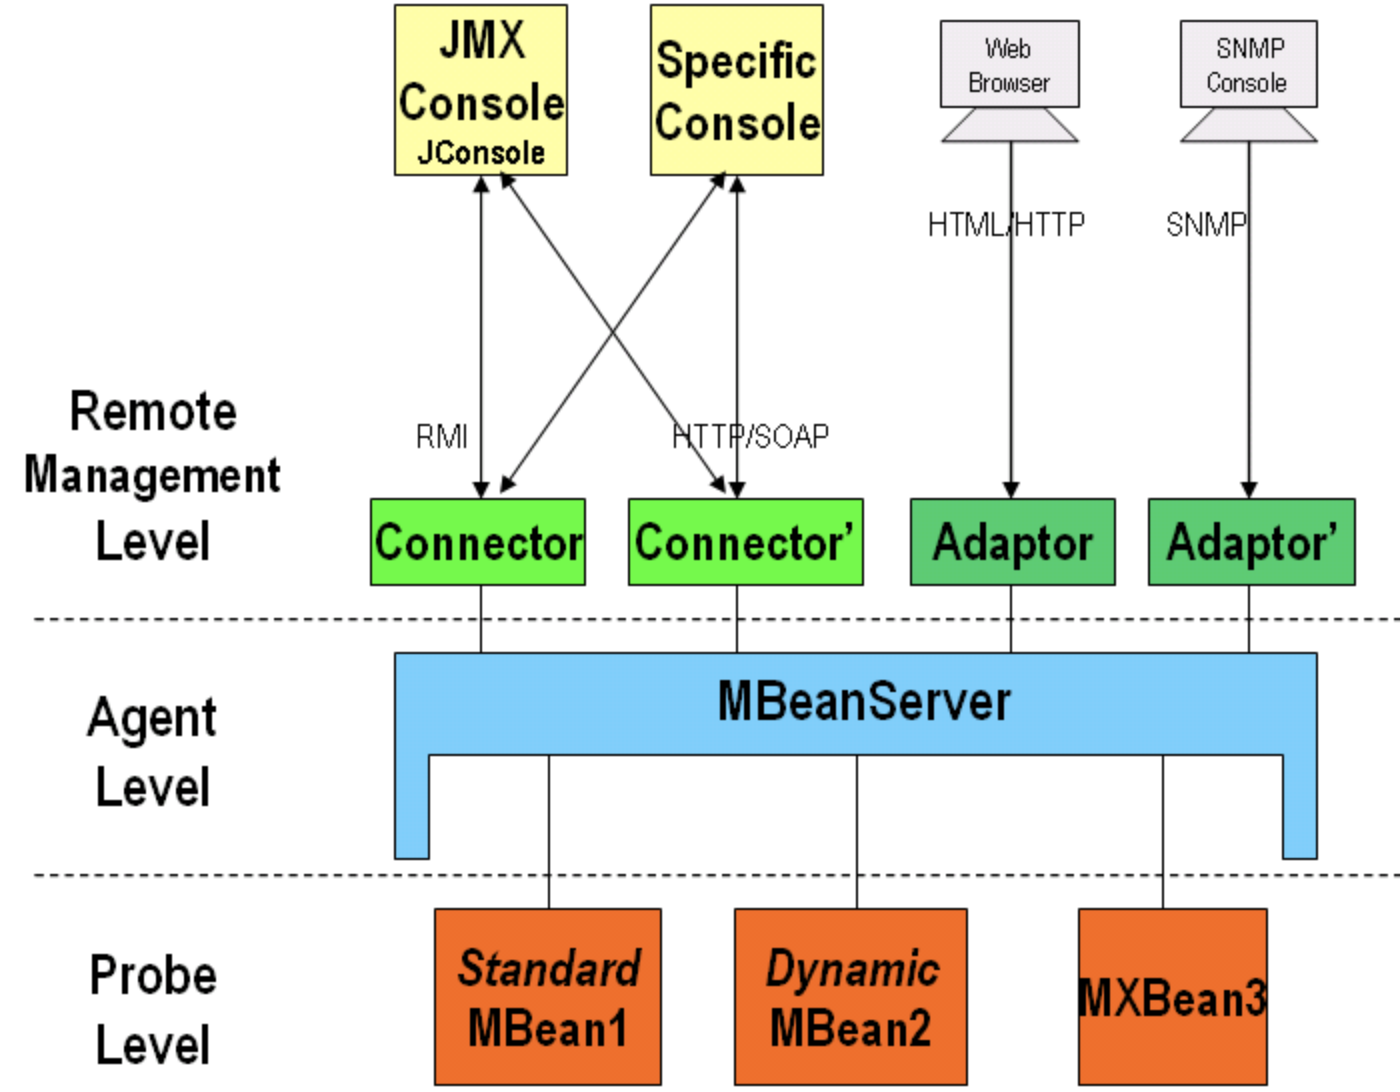 JMX
Console
JConsole
Specific
Console
Web
Browser
SNMP
Console
HTML/HTTP
SNMP
RMI
HTTP/SOAP
Remote
Management
Level
Connector
Connector’
Adaptor
Adaptor’
Agent
Level
MBeanServer
Probe
Level
Standard
MBean1
Dynamic
MBean2
MXBean3